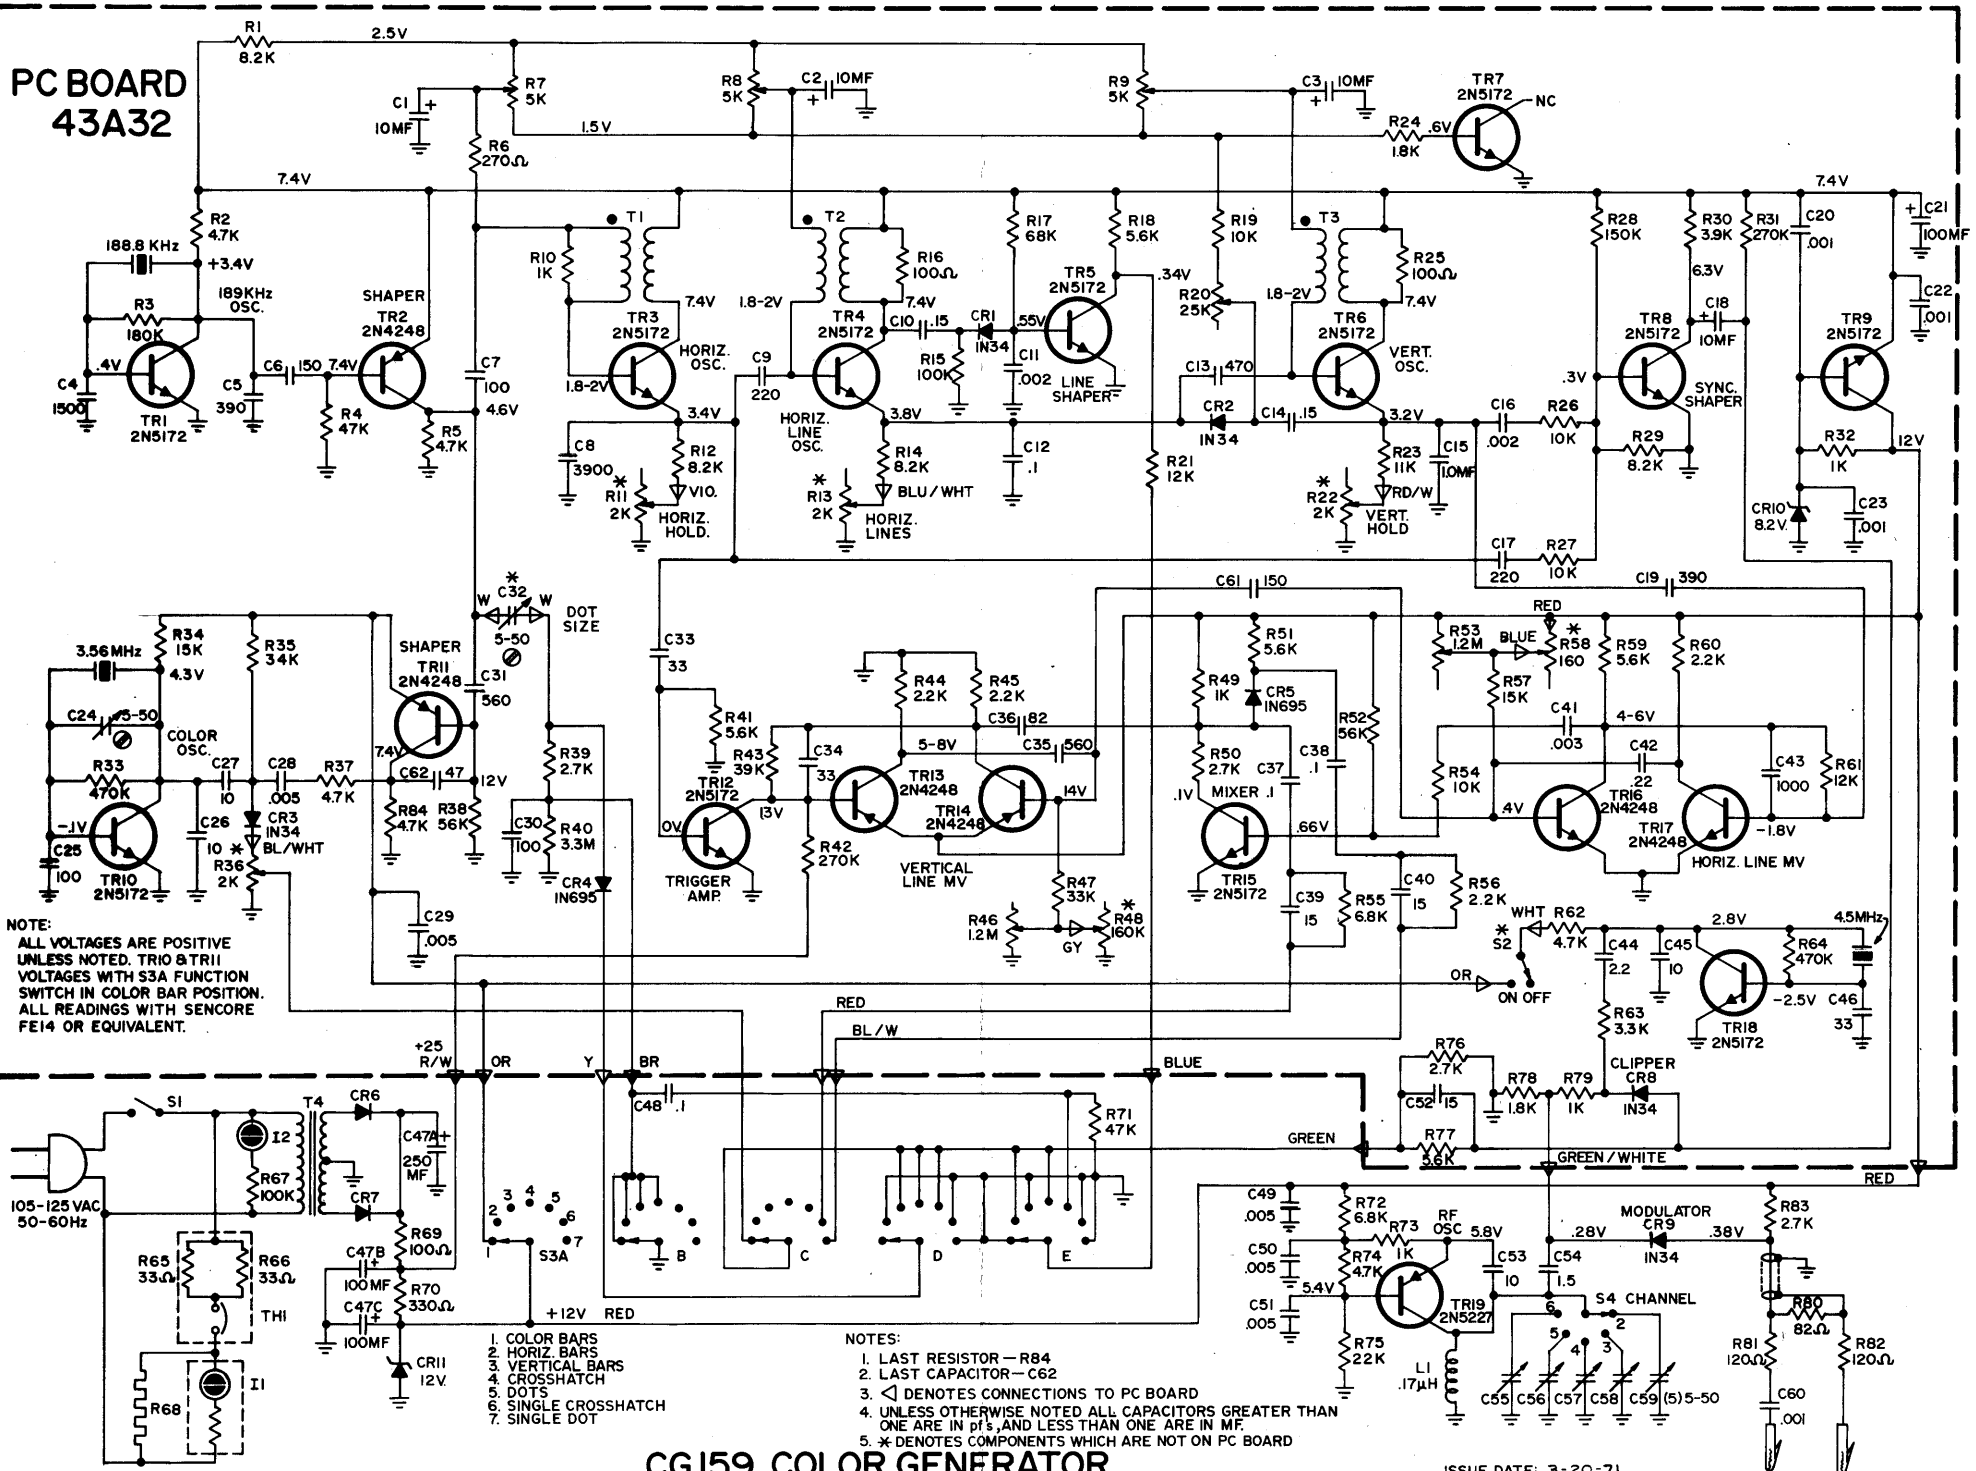 PC BOARD
43A32
R1
8.2K
2.5V
R7
5K
C1
10MF
R6
270Ω
R8
5K
C2 10MF
R9
5K
C3 10MF
TR7
2N5172
NC
R24 .6V
1.8K
1.5V
7.4V
7.4V
188.8 KHz
R2
4.7K
+3.4V
R3
180K
189KHz
OSC.
.4V
C4
1500
TR1
2N5172
C5
390
C6 150 7.4V
R4
47K
SHAPER
TR2
2N4248
R5
4.7K
C7
100
4.6V
R10
1K
T1
7.4V
TR3
2N5172
HORIZ.
OSC.
1.8-2V
3.4V
C8
3900
R12
8.2K
*
R11
2K
VIO.
HORIZ.
HOLD.
T2
R16
100Ω
1.8-2V
7.4V
TR4
2N5172
C9
220
HORIZ.
LINE
OSC.
3.8V
R14
8.2K
*
R13
2K
BLU/WHT
HORIZ.
LINES
C10 .15
CR1
1N34
R15
100K
R17
68K
.55V
C11
.002
C12
.1
R18
5.6K
TR5
2N5172
LINE
SHAPER
.34V
R21
12K
R19
10K
R20
25K
C13 470
CR2
1N34
C14 .15
T3
R25
100Ω
1.8-2V
7.4V
TR6
2N5172
VERT.
OSC.
3.2V
R23
11K
C15
1.0MF
*
R22
2K
RD/W
VERT.
HOLD
C16
.002
R26
10K
C17
220
R27
10K
R28
150K
.3V
R29
8.2K
R30
3.9K
6.3V
R31
270K
C18
10MF
TR8
2N5172
SYNC.
SHAPER
C20
.001
TR9
2N5172
R32
1K
12V
C21
100MF
C22
.001
CR10
8.2V.
C23
.001
C19 390
C61 150
3.56MHz
R34
15K
4.3V
C24 5-50
R33
470K
COLOR
OSC.
-.1V
C25
100
TR10
2N5172
C26
10
C27
10
C28
.005
R35
34K
CR3
1N34
BL/WHT
* R36
2K
R37
4.7K
SHAPER
TR11
2N4248
7.4V
C62 47
12V
R84
4.7K
R38
56K
C31
560
C29
.005
*
C32
W W
5-50
DOT
SIZE
R39
2.7K
C30
100
R40
3.3M
CR4
1N695
C33
33
R41
5.6K
0V
TR12
2N5172
TRIGGER
AMP.
R43
39K
C34
33
13V
R42
270K
R44
2.2K
R45
2.2K
5-8V
C36 82
C35 560
TR13
2N4248
TR14
2N4248
14V
VERTICAL
LINE MV
R47
33K
R46
1.2M
GY
*
R48
160K
R49
1K
R51
5.6K
CR5
1N695
R50
2.7K
.1V
MIXER .1
C37
C38
.1
R52
56K
.66V
TR15
2N5172
C39
15
R55
6.8K
C40
15
R56
2.2K
RED
R53
1.2M
BLUE
*
R58
160
R57
15K
R59
5.6K
R60
2.2K
C41
.003
4-6V
R54
10K
C42
.22
.4V
TR16
2N4248
TR17
2N4248
C43
1000
R61
12K
-1.8V
HORIZ. LINE MV
WHT R62
4.7K
*
S2
OR
ON OFF
2.8V
4.5MHz
C44
2.2
C45
10
R64
470K
-2.5V
C46
33
TR18
2N5172
R63
3.3K
CLIPPER
CR8
1N34
R76
2.7K
C52 15
R78
1.8K
R79
1K
R77
5.6K
GREEN
GREEN/WHITE
RED
NOTE:
ALL VOLTAGES ARE POSITIVE
UNLESS NOTED. TR10 & TR11
VOLTAGES WITH S3A FUNCTION
SWITCH IN COLOR BAR POSITION.
ALL READINGS WITH SENCORE
FE14 OR EQUIVALENT.
RED
BL/W
+25
R/W
OR
Y
BR
BLUE
C48 .1
R71
47K
S1
T4
CR6
I2
R67
100K
C47A+
250
MF
CR7
105-125 VAC
50-60Hz
R65
33Ω
R66
33Ω
TH1
R68
I1
R69
100Ω
C47B
100MF
R70
330Ω
C47C
100MF
CR11
12V.
1 2 3 4 5 6 7
S3A
B
C
D
E
+12V RED
1. COLOR BARS
2. HORIZ. BARS
3. VERTICAL BARS
4. CROSSHATCH
5. DOTS
6. SINGLE CROSSHATCH
7. SINGLE DOT
NOTES:
1. LAST RESISTOR — R84
2. LAST CAPACITOR — C62
3. ◁ DENOTES CONNECTIONS TO PC BOARD
4. UNLESS OTHERWISE NOTED ALL CAPACITORS GREATER THAN
ONE ARE IN pf's, AND LESS THAN ONE ARE IN MF.
5. * DENOTES COMPONENTS WHICH ARE NOT ON PC BOARD
C49
.005
R72
6.8K
R73
1K
RF
OSC
5.8V
C50
.005
R74
4.7K
5.4V
C51
.005
R75
22K
TR19
2N5227
L1
.17μH
C53
10
C54
1.5
.28V
MODULATOR
CR9
1N34
.38V
R83
2.7K
S4 CHANNEL
6 5 4 3 2
C55 C56 C57 C58 C59 (5) 5-50
R80
82Ω
R81
120Ω
R82
120Ω
C60
.001
CG159 COLOR GENERATOR
ISSUE DATE: 3-20-71